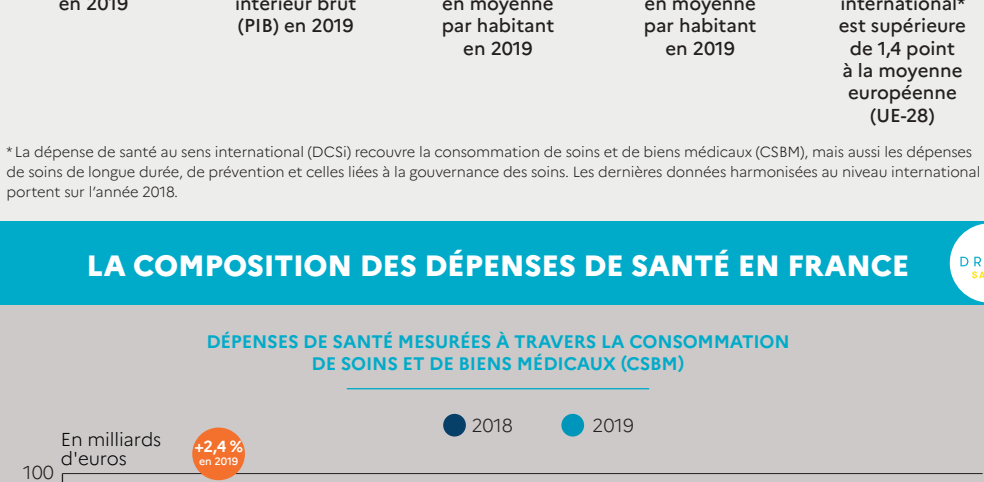 en 2019
intérieur brut
(PIB) en 2019
en moyenne
par habitant
en 2019
en moyenne
par habitant
en 2019
international*
est supérieure
de 1,4 point
à la moyenne
européenne
(UE-28)
* La dépense de santé au sens international (DCSi) recouvre la consommation de soins et de biens médicaux (CSBM), mais aussi les dépenses
de soins de longue durée, de prévention et celles liées à la gouvernance des soins. Les dernières données harmonisées au niveau international
portent sur l'année 2018.
LA COMPOSITION DES DÉPENSES DE SANTÉ EN FRANCE
DÉPENSES DE SANTÉ MESURÉES À TRAVERS LA CONSOMMATION
DE SOINS ET DE BIENS MÉDICAUX (CSBM)
2018 2019
En milliards
d'euros
+2,4 %
en 2019
100